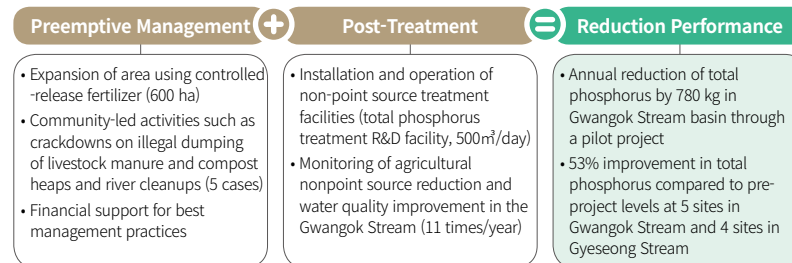 Preemptive Management
+
Post-Treatment
=
Reduction Performance
• Expansion of area using controlled
-release fertilizer (600 ha)
• Community-led activities such as
crackdowns on illegal dumping
of livestock manure and compost
heaps and river cleanups (5 cases)
• Financial support for best
management practices
• Installation and operation of
non-point source treatment
facilities (total phosphorus
treatment R&D facility, 500㎥/day)
• Monitoring of agricultural
nonpoint source reduction and
water quality improvement in the
Gwangok Stream (11 times/year)
• Annual reduction of total
phosphorus by 780 kg in
Gwangok Stream basin through
a pilot project
• 53% improvement in total
phosphorus compared to pre-
project levels at 5 sites in
Gwangok Stream and 4 sites in
Gyeseong Stream